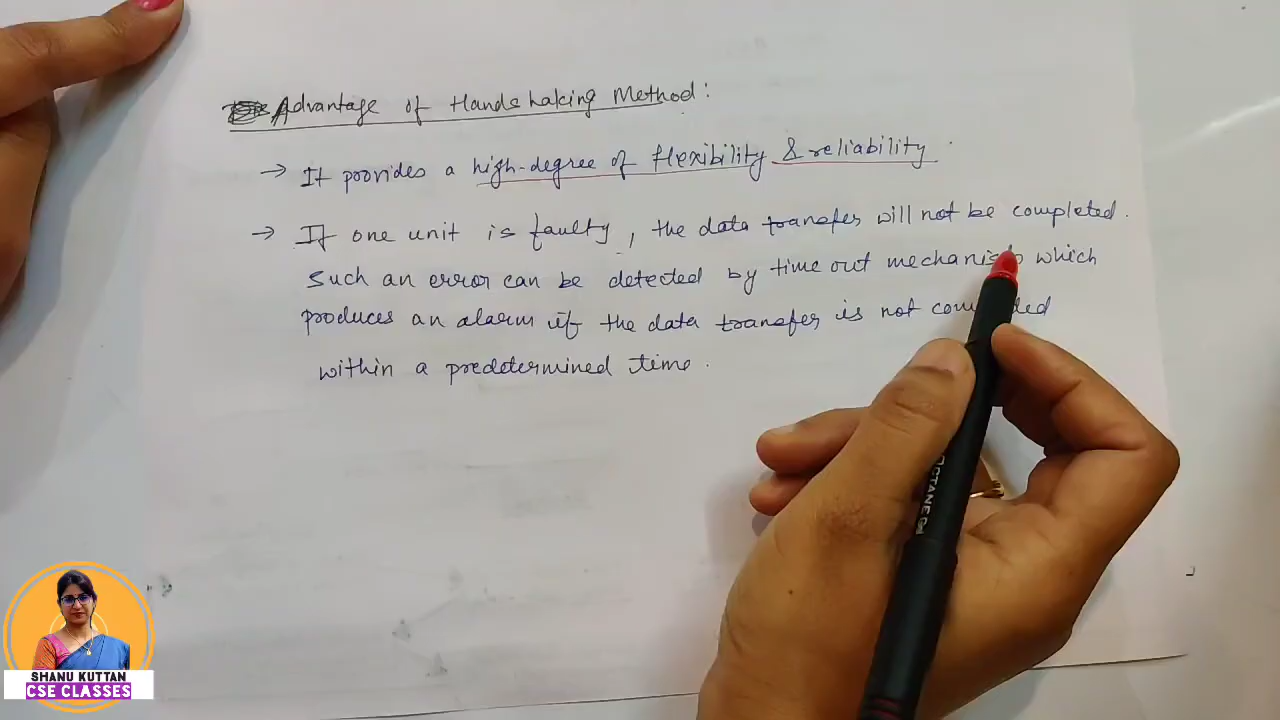 Advantage of Handshaking Method:
→ It provides a high-degree of flexibility & reliability.
→ If one unit is faulty, the data transfer will not be completed.
Such an error can be detected by time out which
produces an alarm if the data transfer is not
within a predetermined time.
OCTANE Gel
SHANU KUTTAN
CSE CLASSES